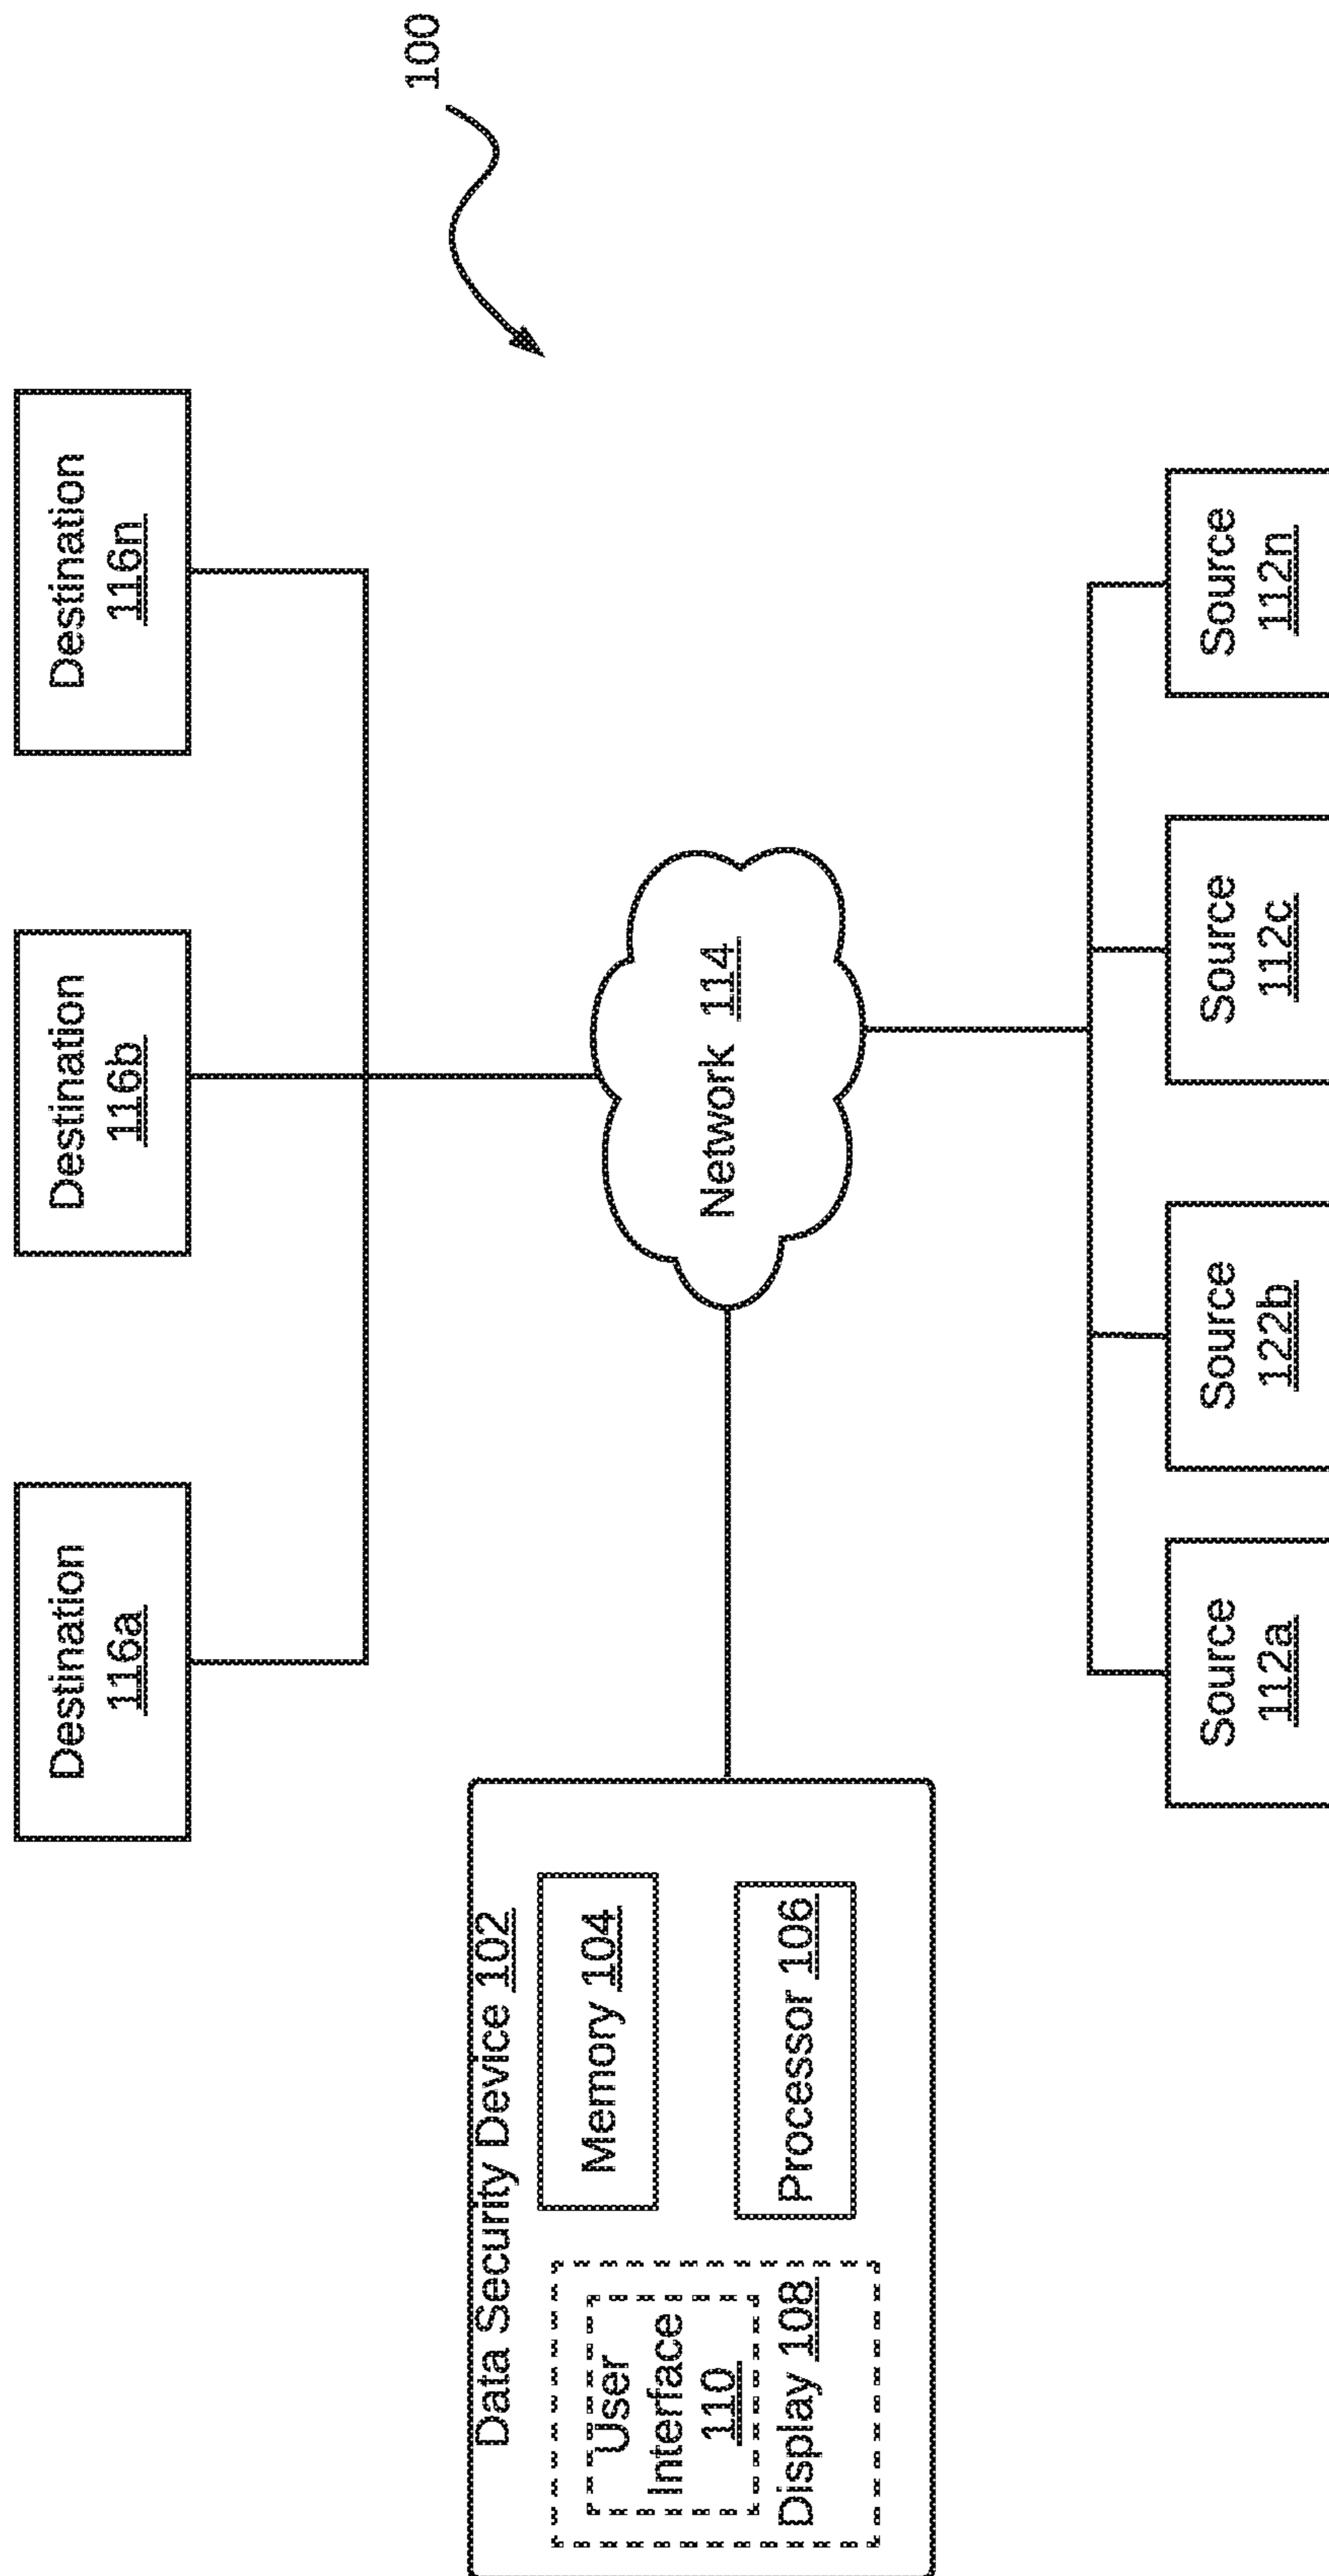 100
Destination
116a
Destination
116b
Destination
116n
Data Security Device 102
Memory 104
User
Interface
110
Display 108
Processor 106
Network 114
Source
112a
Source
122b
Source
112c
Source
112n